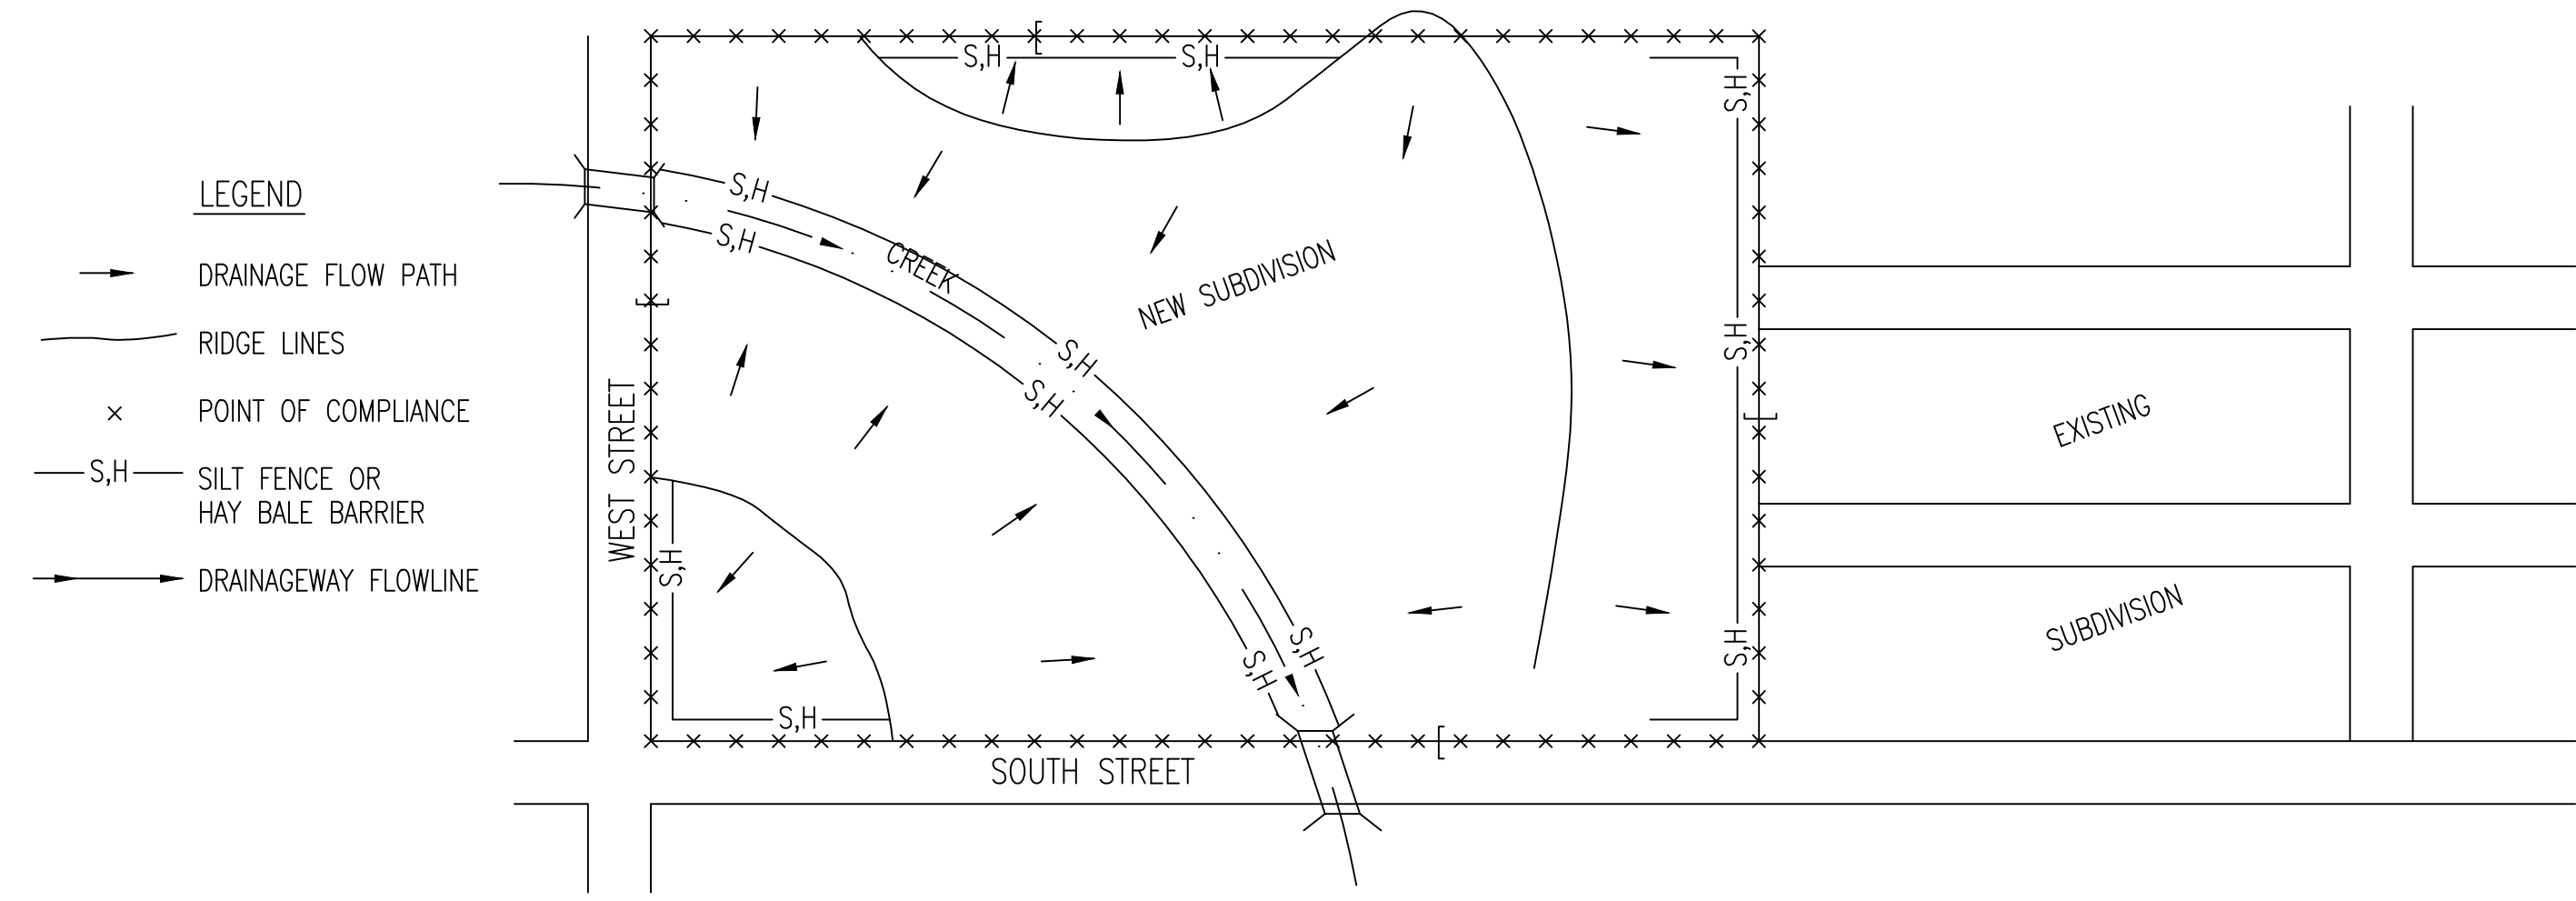 LEGEND
DRAINAGE FLOW PATH
RIDGE LINES
× POINT OF COMPLIANCE
S,H SILT FENCE OR
HAY BALE BARRIER
DRAINAGEWAY FLOWLINE
S,H
S,H
S,H
S,H
S,H
CREEK
NEW SUBDIVISION
S,H
S,H
S,H
WEST STREET
EXISTING
S,H
S,H
S,H
S,H
SUBDIVISION
S,H
SOUTH STREET